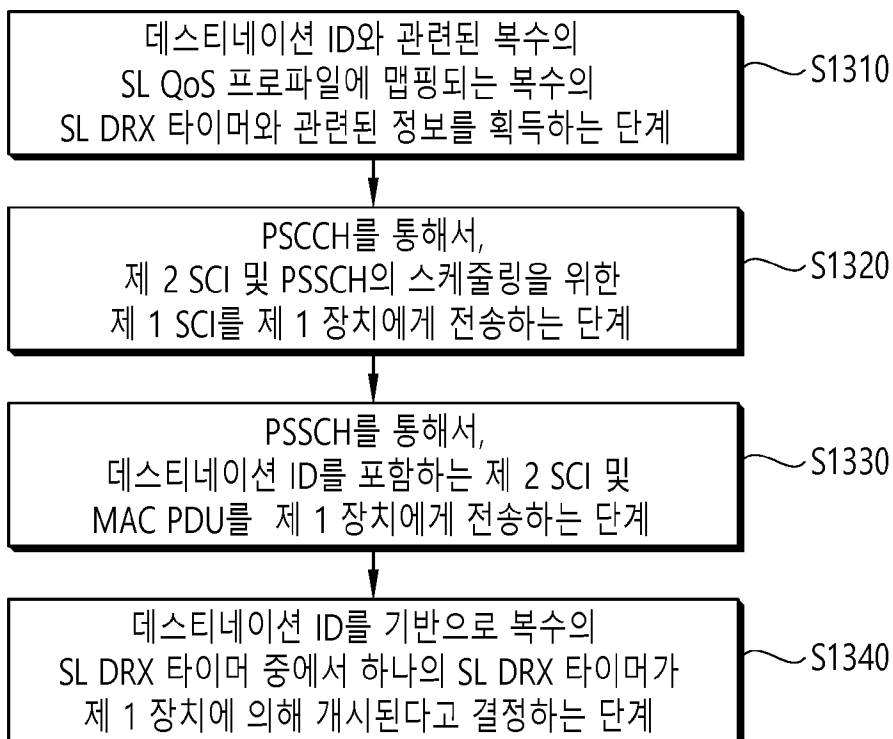 데스티네이션 ID와 관련된 복수의
SL QoS 프로파일에 맵핑되는 복수의
SL DRX 타이머와 관련된 정보를 획득하는 단계
S1310
PSCCH를 통해서,
제 2 SCI 및 PSSCH의 스케줄링을 위한
제 1 SCI를 제 1 장치에게 전송하는 단계
S1320
PSSCH를 통해서,
데스티네이션 ID를 포함하는 제 2 SCI 및
MAC PDU를 제 1 장치에게 전송하는 단계
S1330
데스티네이션 ID를 기반으로 복수의
SL DRX 타이머 중에서 하나의 SL DRX 타이머가
제 1 장치에 의해 개시된다고 결정하는 단계
S1340